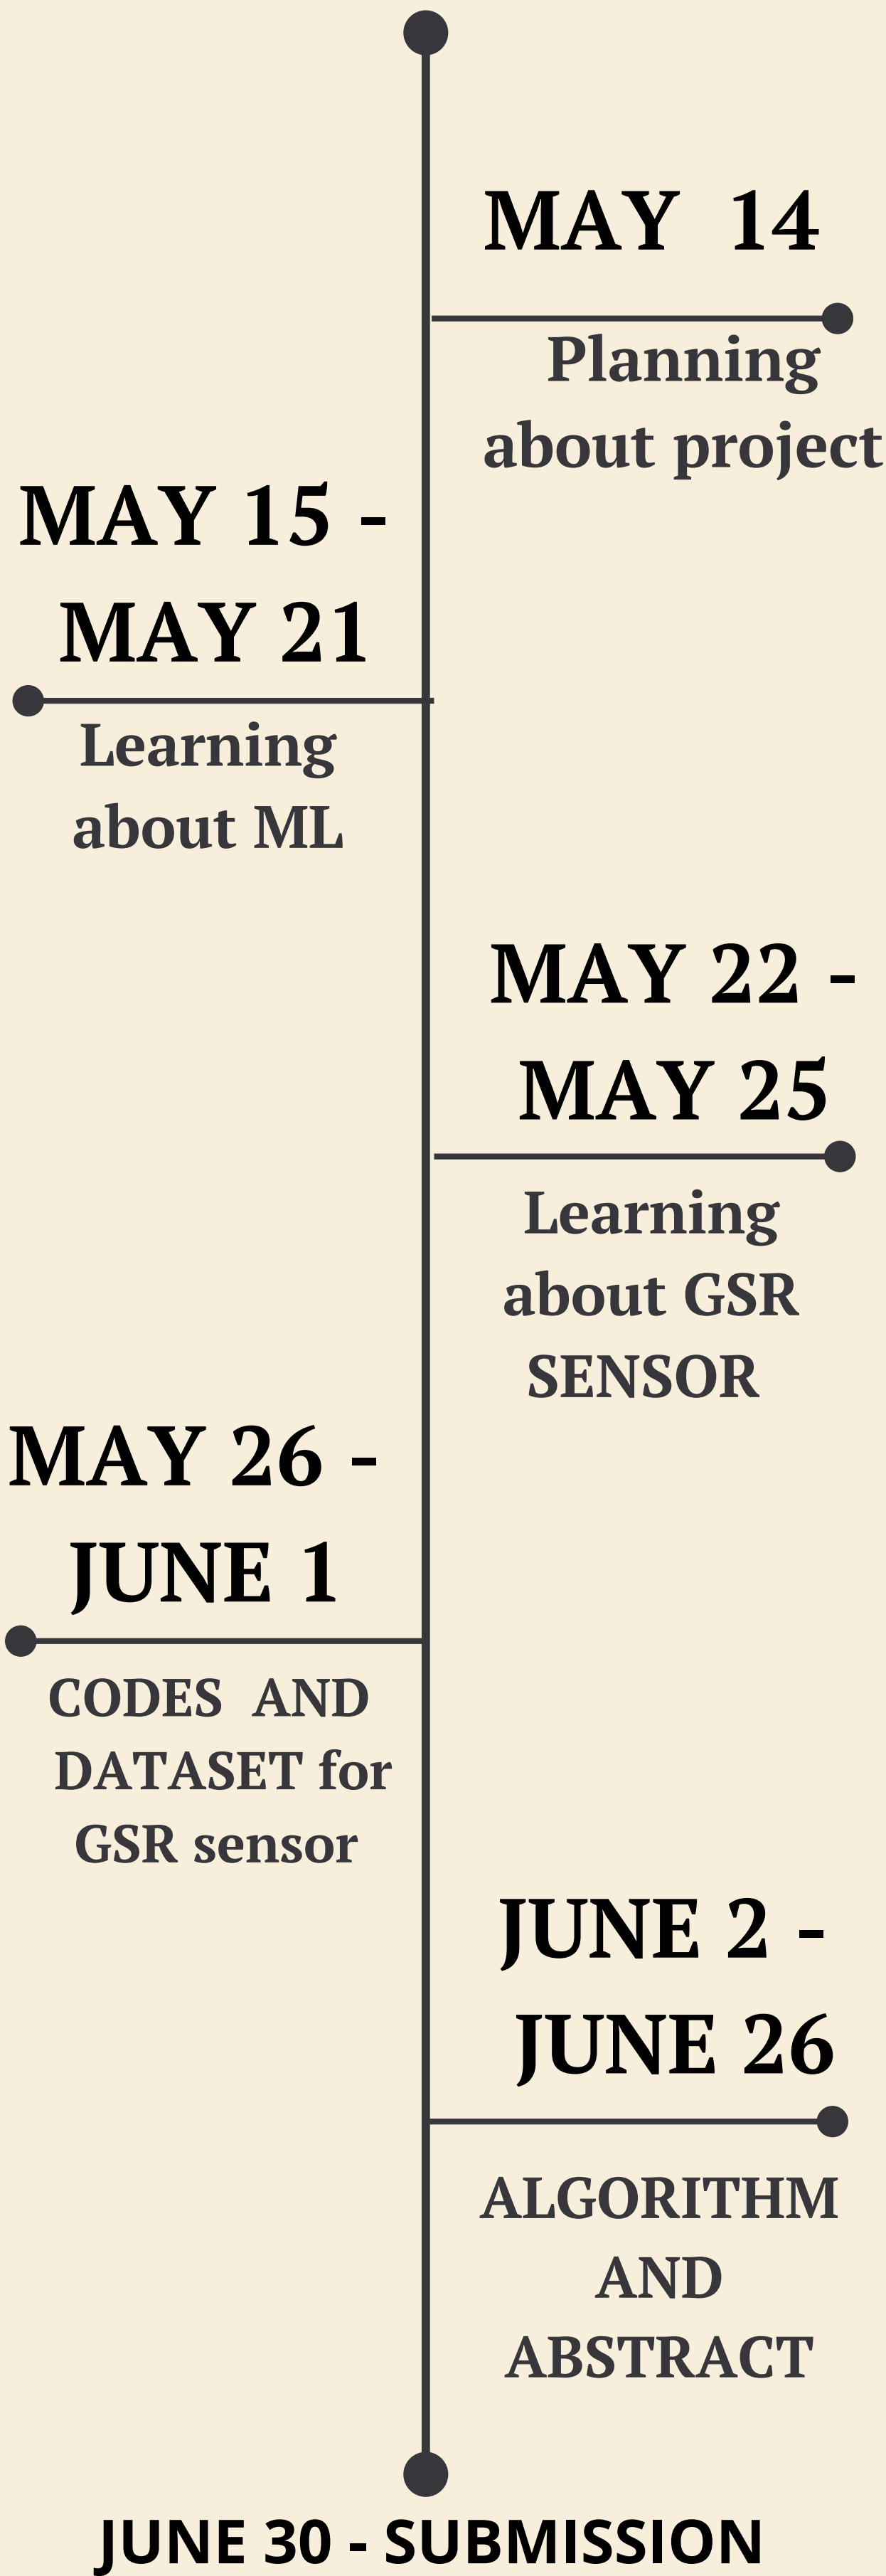 MAY 14
Planning
about project
MAY 15 -
MAY 21
Learning
about ML
MAY 22 -
MAY 25
Learning
about GSR
SENSOR
MAY 26 -
JUNE 1
CODES AND
DATASET for
GSR sensor
JUNE 2 -
JUNE 26
ALGORITHM
AND
ABSTRACT
JUNE 30 - SUBMISSION